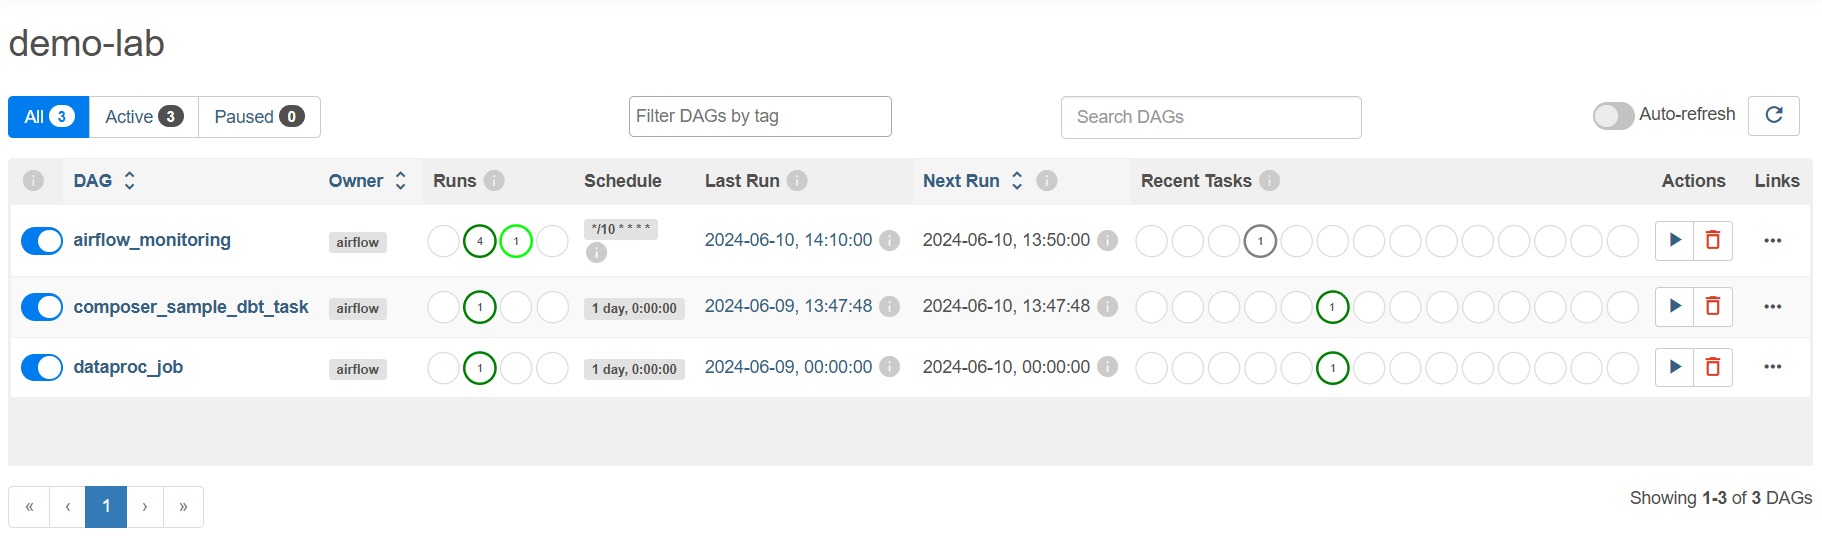 demo-lab
All 3 Active 3 Paused 0 Filter DAGs by tag Search DAGs Auto-refresh
DAG Owner Runs Schedule Last Run Next Run Recent Tasks Actions Links
airflow_monitoring airflow 4 1 */10 * * * * 2024-06-10, 14:10:00 2024-06-10, 13:50:00 1
composer_sample_dbt_task airflow 1 1 day, 0:00:00 2024-06-09, 13:47:48 2024-06-10, 13:47:48 1
dataproc_job airflow 1 1 day, 0:00:00 2024-06-09, 00:00:00 2024-06-10, 00:00:00 1
« ‹ 1 › » Showing 1-3 of 3 DAGs